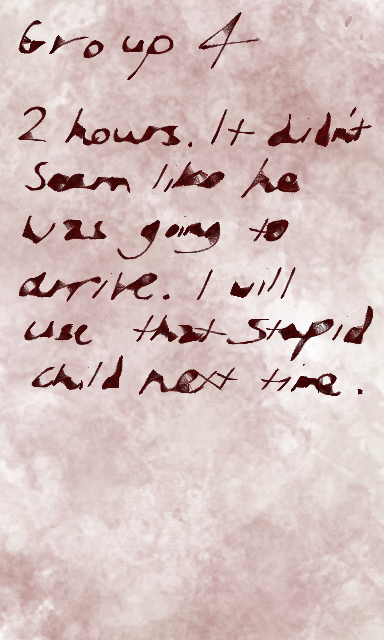 Group 4
2 hours. It didn't
Seem like he
was going to
arrive. I will
use that stupid
child next time.